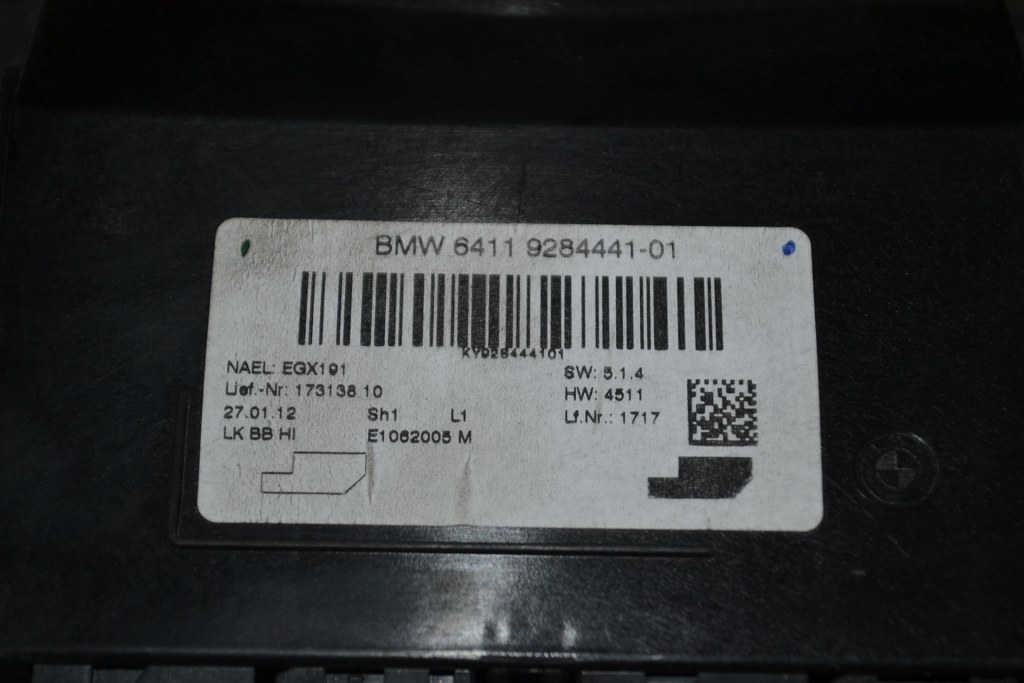 BMW 6411 9284441-01
KY928444101
NAEL: EGX191
Lief.-Nr: 173138.10
27.01.12 Sh1 L1
LK BB HI E1062005 M
SW: 5.1.4
HW: 4511
Lf.Nr.: 1717